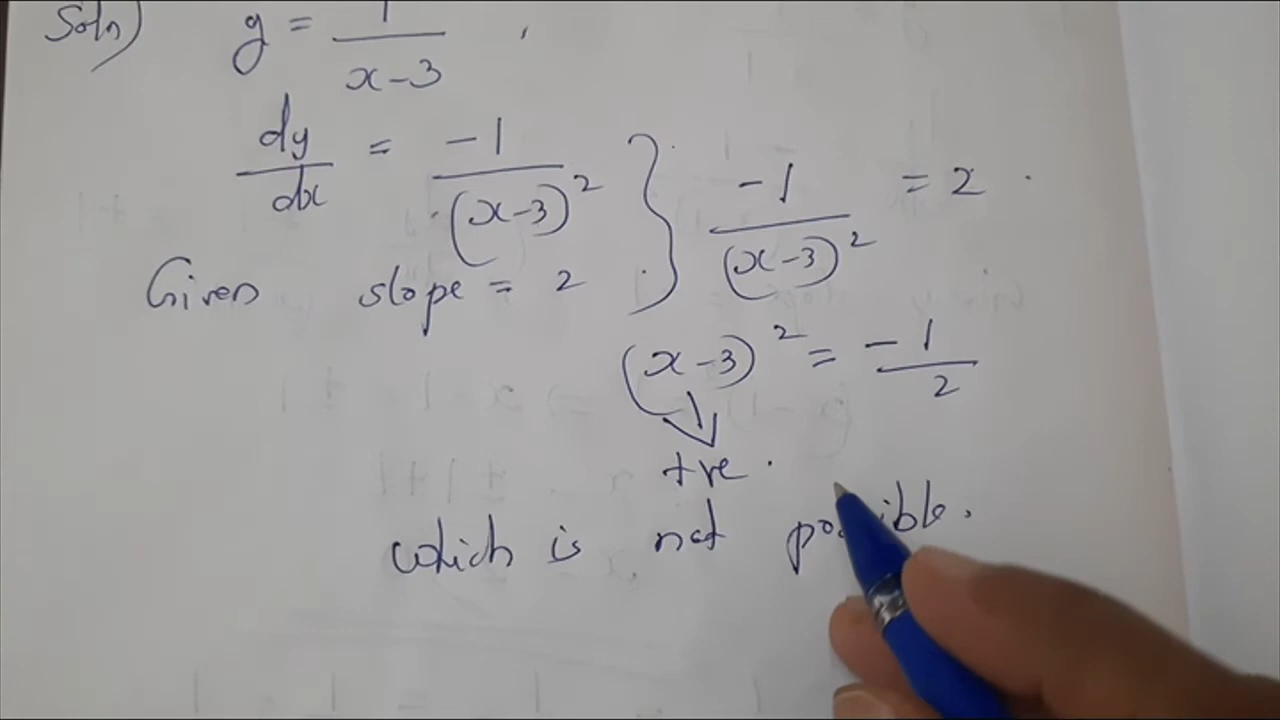 Soln) y = 1/(x-3) ,
dy/dx = -1/(x-3)² } -1/(x-3)² = 2 .
Given slope = 2
(x-3)² = -1/2
+ve .
which is not possible.